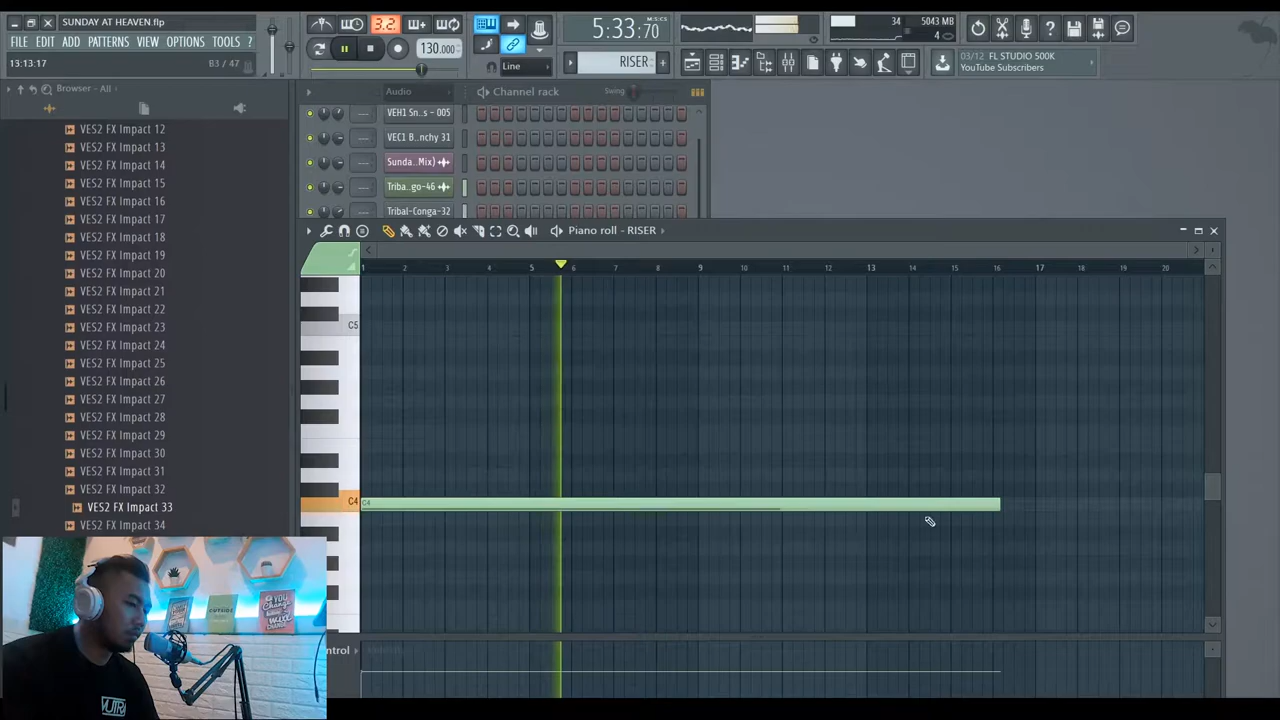 SUNDAY AT HEAVEN.flp
FILE EDIT ADD PATTERNS VIEW OPTIONS TOOLS ?
13:13:17 B3 / 47
3.2
130.000
Line
5:33:70
M:S:CS
RISER
34 5043 MB
4
03/12 FL STUDIO 500K
YouTube Subscribers
Browser - All
VES2 FX Impact 12
VES2 FX Impact 13
VES2 FX Impact 14
VES2 FX Impact 15
VES2 FX Impact 16
VES2 FX Impact 17
VES2 FX Impact 18
VES2 FX Impact 19
VES2 FX Impact 20
VES2 FX Impact 21
VES2 FX Impact 22
VES2 FX Impact 23
VES2 FX Impact 24
VES2 FX Impact 25
VES2 FX Impact 26
VES2 FX Impact 27
VES2 FX Impact 28
VES2 FX Impact 29
VES2 FX Impact 30
VES2 FX Impact 31
VES2 FX Impact 32
VES2 FX Impact 33
VES2 FX Impact 34
Audio Channel rack Swing
VEH1 Sn..s - 005
VEC1 B..nchy 31
Sunda..Mix)
Triba..go-46
Tribal-Conga-32
Piano roll - RISER
1 2 3 4 5 6 7 8 9 10 11 12 13 14 15 16 17 18 19 20
C5
C4
C4
ntrol
YOU
Change